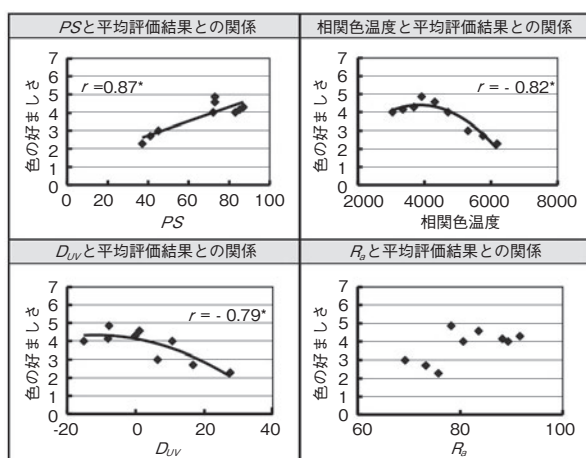 PSと平均評価結果との関係
色の好ましさ
7
6
5
4
3
2
1
0
r =0.87*
0 20 40 60 80 100
PS
相関色温度と平均評価結果との関係
色の好ましさ
7
6
5
4
3
2
1
0
r = - 0.82*
2000 4000 6000 8000
相関色温度
DUVと平均評価結果との関係
色の好ましさ
7
6
5
4
3
2
1
0
r = - 0.79*
-20 0 20 40
DUV
Raと平均評価結果との関係
色の好ましさ
7
6
5
4
3
2
1
0
60 80 100
Ra